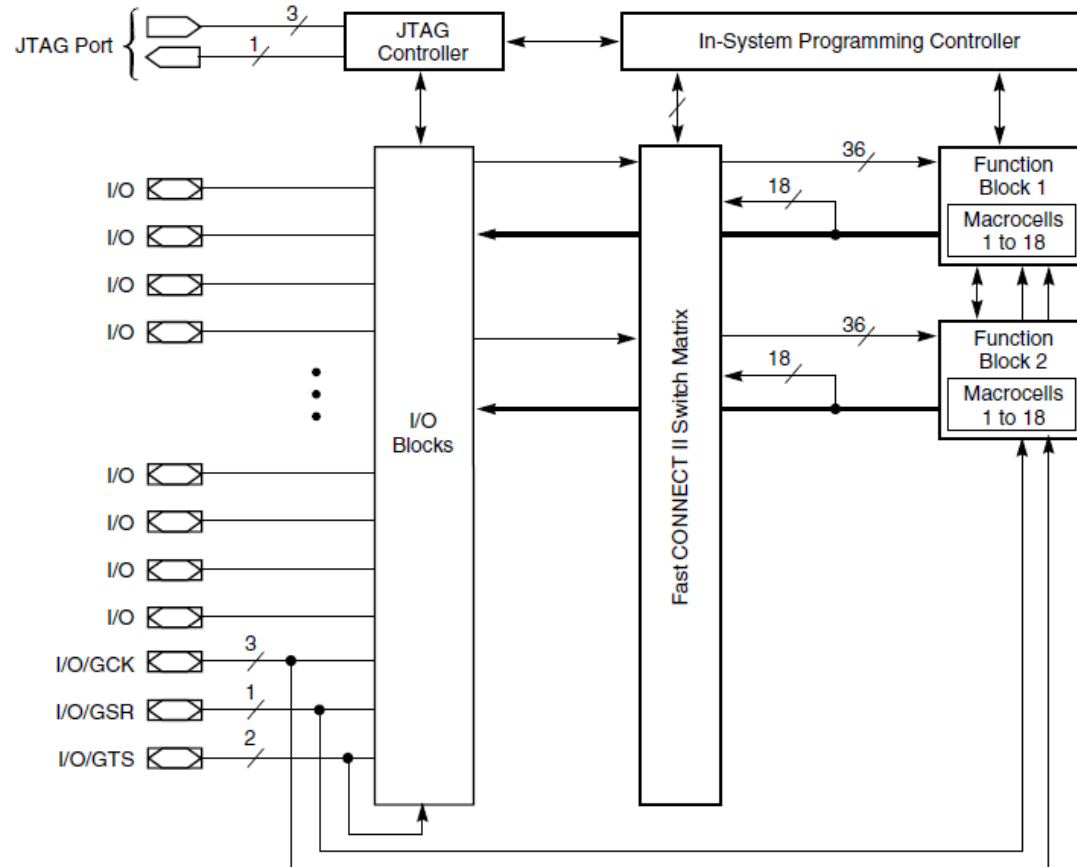 3
JTAG Port
1
JTAG
Controller
In-System Programming Controller
36
Function
Block 1
I/O
18
Macrocells
1 to 18
I/O
I/O
I/O
36
Function
Block 2
18
Macrocells
1 to 18
I/O
Blocks
Fast CONNECT II Switch Matrix
I/O
I/O
I/O
I/O
I/O/GCK
3
I/O/GSR
1
I/O/GTS
2